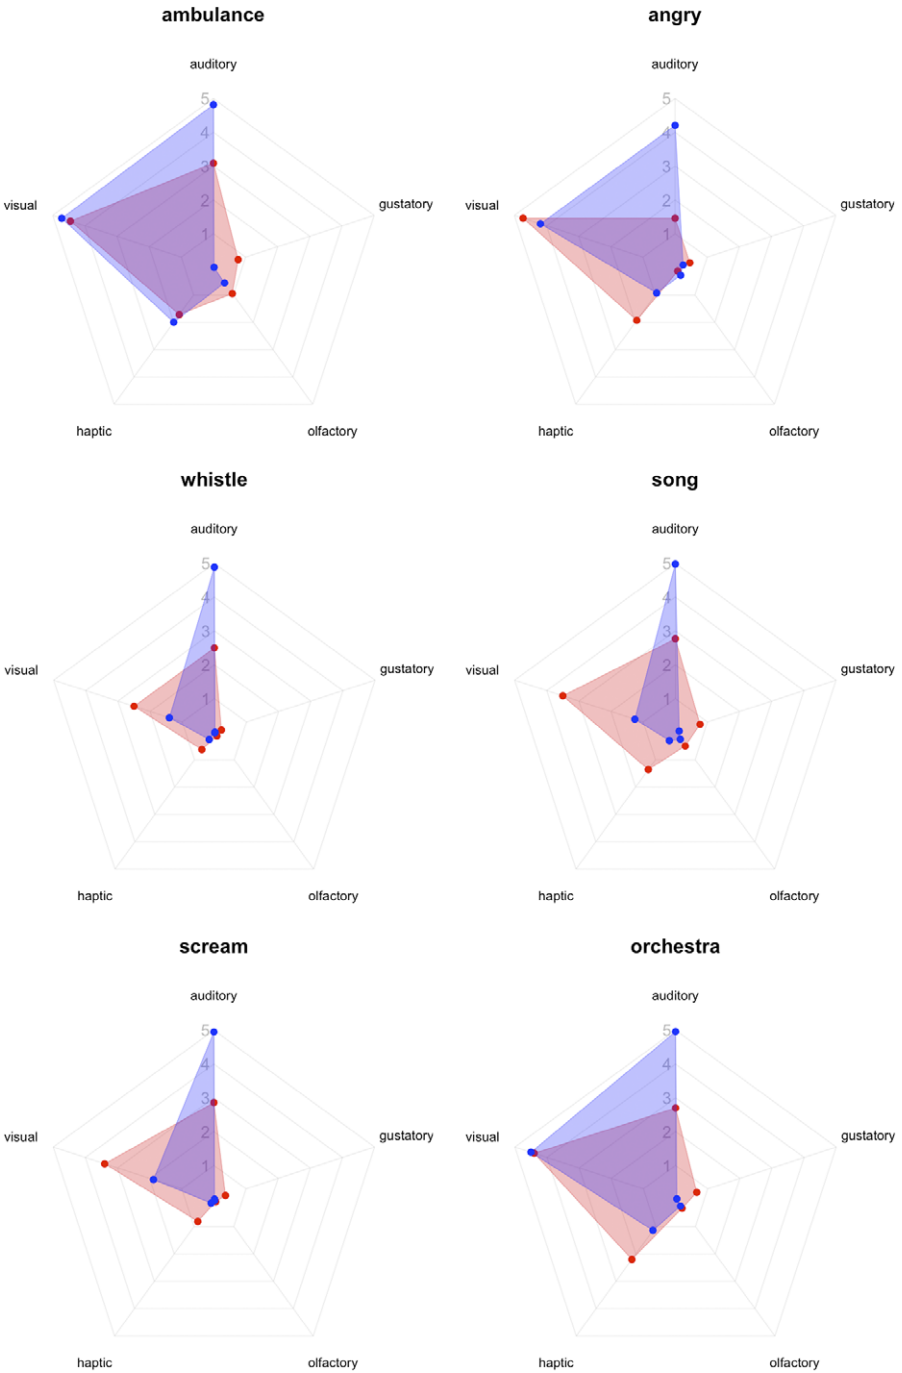 ambulance
auditory
5
4
3
2
1
visual
gustatory
haptic
olfactory
angry
auditory
5
4
3
2
1
visual
gustatory
haptic
olfactory
whistle
auditory
5
4
3
2
1
visual
gustatory
haptic
olfactory
song
auditory
5
4
3
2
1
visual
gustatory
haptic
olfactory
scream
auditory
5
4
3
2
1
visual
gustatory
haptic
olfactory
orchestra
auditory
5
4
3
2
1
visual
gustatory
haptic
olfactory